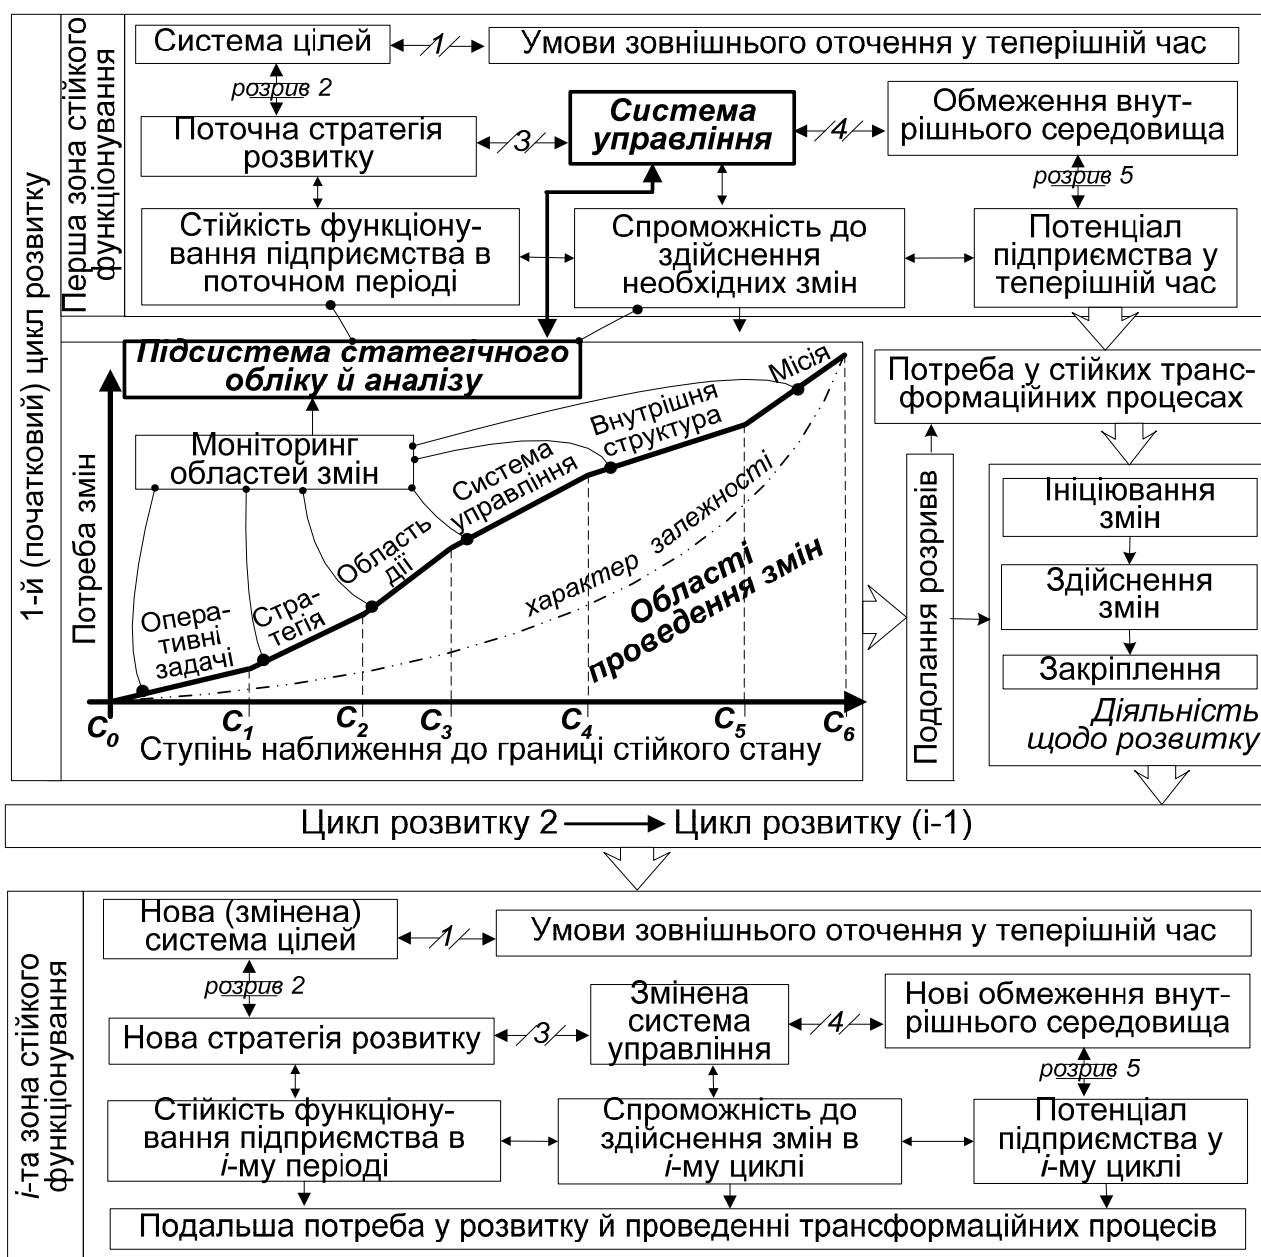 1-й (початковий) цикл розвитку
Перша зона стійкого
функціонування
Система цілей
1
Умови зовнішнього оточення у теперішній час
розрив 2
Поточна стратегія
розвитку
3
Система
управління
4
Обмеження внут-
рішнього середовища
розрив 5
Стійкість функціону-
вання підприємства в
поточном періоді
Спроможність до
здійснення
необхідних змін
Потенціал
підприємства у
теперішній час
Підсистема статегічного
обліку й аналізу
Потреба змін
Моніторинг
областей змін
Опера-
тивні
задачі
Стра-
тегія
Область
дії
Система
управління
Внутрішня
структура
Місія
характер залежності
Області
проведення змін
C0
C1
C2
C3
C4
C5
C6
Ступінь наближення до границі стійкого стану
Потреба у стійких транс-
формаційних процесах
Подолання розривів
Ініціювання
змін
Здійснення
змін
Закріплення
Діяльність
щодо розвитку
Цикл розвитку 2 Цикл розвитку (i-1)
i-та зона стійкого
функціонування
Нова (змінена)
система цілей
1
Умови зовнішнього оточення у теперішній час
розрив 2
Нова стратегія розвитку
3
Змінена
система
управління
4
Нові обмеження внут-
рішнього середовища
розрив 5
Стійкість функціону-
вання підприємства в
i-му періоді
Спроможність до
здійснення змін в
i-му циклі
Потенціал
підприємства у
i-му циклі
Подальша потреба у розвитку й проведенні трансформаційних процесів